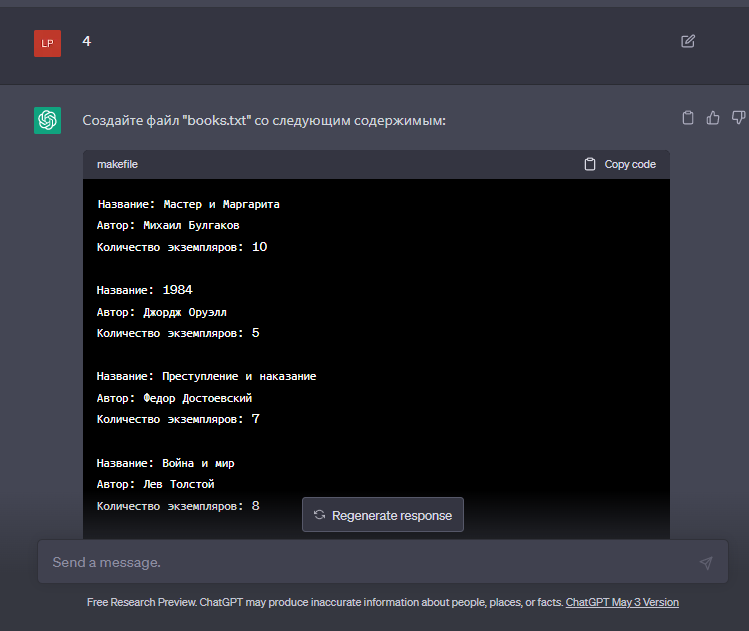 LP
4
Создайте файл "books.txt" со следующим содержимым:
makefile
Copy code
Название: Мастер и Маргарита
Автор: Михаил Булгаков
Количество экземпляров: 10
Название: 1984
Автор: Джордж Оруэлл
Количество экземпляров: 5
Название: Преступление и наказание
Автор: Федор Достоевский
Количество экземпляров: 7
Название: Война и мир
Автор: Лев Толстой
Количество экземпляров: 8
Regenerate response
Send a message.
Free Research Preview. ChatGPT may produce inaccurate information about people, places, or facts. ChatGPT May 3 Version